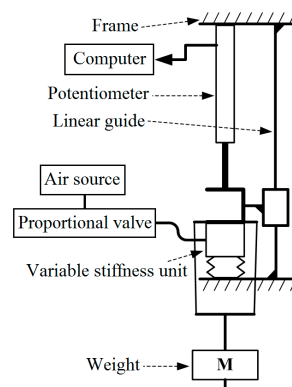 Frame
Computer
Potentiometer
Linear guide
Air source
Proportional valve
Variable stiffness unit
Weight
M